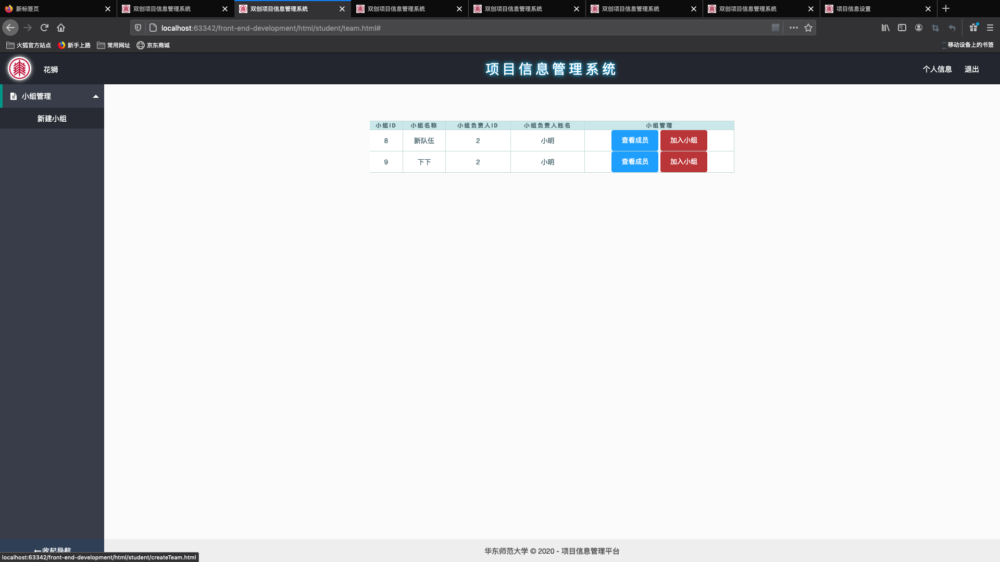 新标签页
双创项目信息管理系统
双创项目信息管理系统
双创项目信息管理系统
双创项目信息管理系统
双创项目信息管理系统
双创项目信息管理系统
项目信息设置
localhost:63342/front-end-development/html/student/team.html#
火狐官方站点 新手上路 常用网址 京东商城
移动设备上的书签
花狮
项目信息管理系统
个人信息 退出
小组管理
新建小组
小组ID 小组名称 小组负责人ID 小组负责人姓名 小组管理
8 新队伍 2 小明 查看成员 加入小组
9 下下 2 小明 查看成员 加入小组
收起导航
华东师范大学 © 2020 - 项目信息管理平台
localhost:63342/front-end-development/html/student/createTeam.html